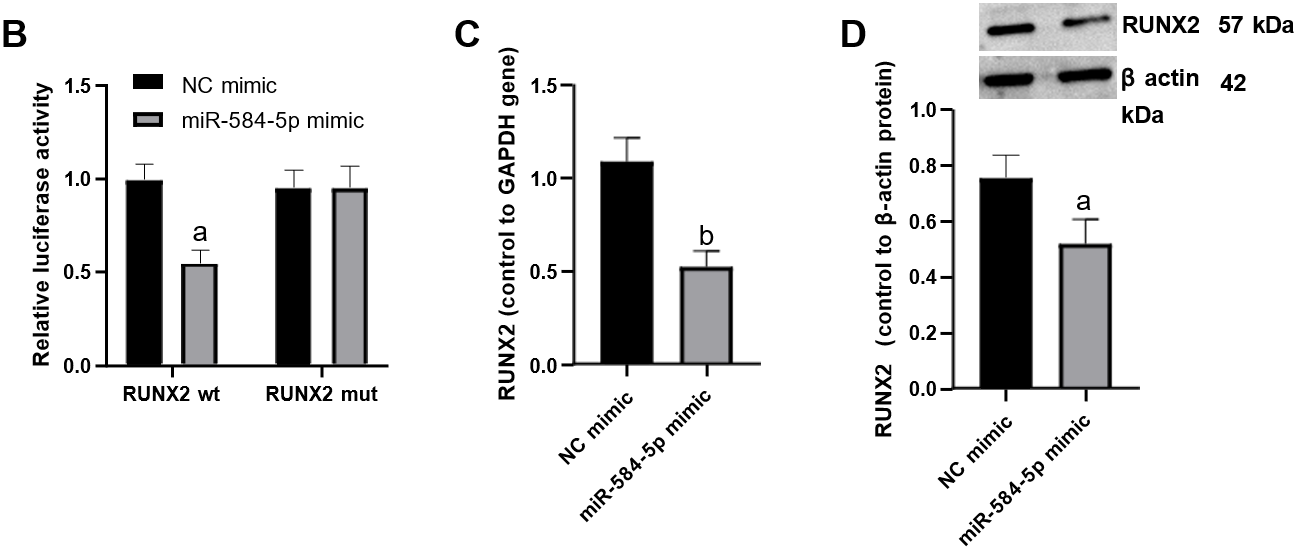 B
Relative luciferase activity
1.5
1.0
0.5
0.0
NC mimic
miR-584-5p mimic
a
RUNX2 wt
RUNX2 mut
C
RUNX2 (control to GAPDH gene)
1.5
1.0
0.5
0.0
b
NC mimic
miR-584-5p mimic
D
RUNX2 57 kDa
β actin 42
kDa
RUNX2 (control to β-actin protein)
1.0
0.8
0.6
0.4
0.2
0.0
a
NC mimic
miR-584-5p mimic